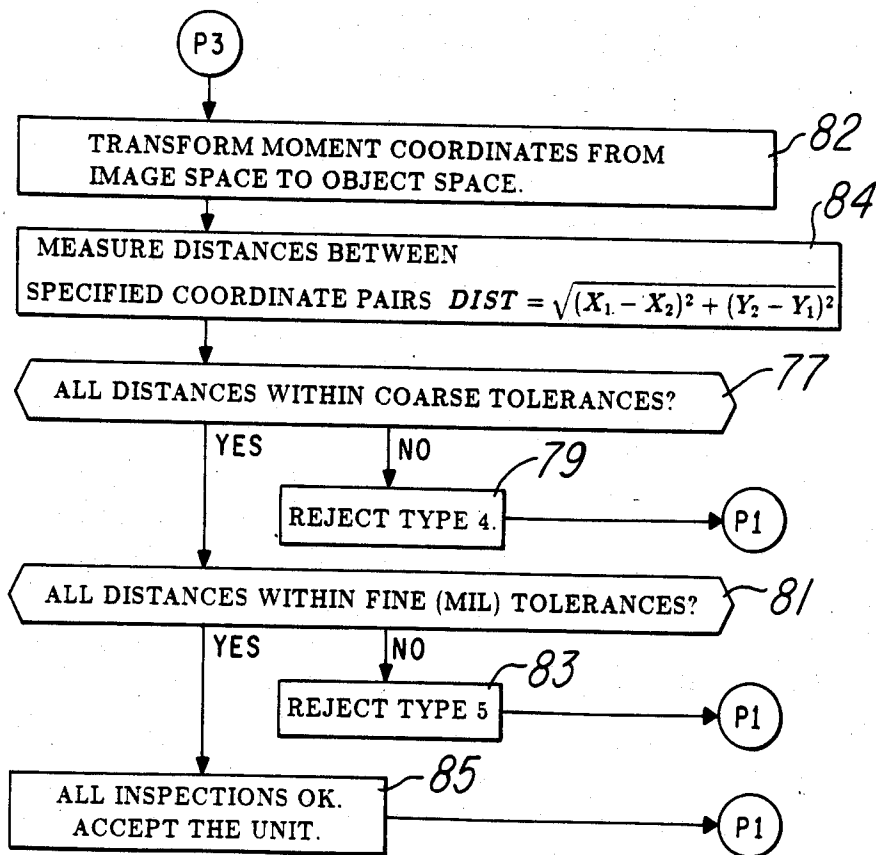 P3
TRANSFORM MOMENT COORDINATES FROM
IMAGE SPACE TO OBJECT SPACE.
82
84
MEASURE DISTANCES BETWEEN
SPECIFIED COORDINATE PAIRS DIST = √(X₁ - X₂)² + (Y₂ - Y₁)²
ALL DISTANCES WITHIN COARSE TOLERANCES?
77
YES
NO
79
REJECT TYPE 4.
P1
ALL DISTANCES WITHIN FINE (MIL) TOLERANCES?
81
YES
NO
83
REJECT TYPE 5
P1
85
ALL INSPECTIONS OK.
ACCEPT THE UNIT.
P1